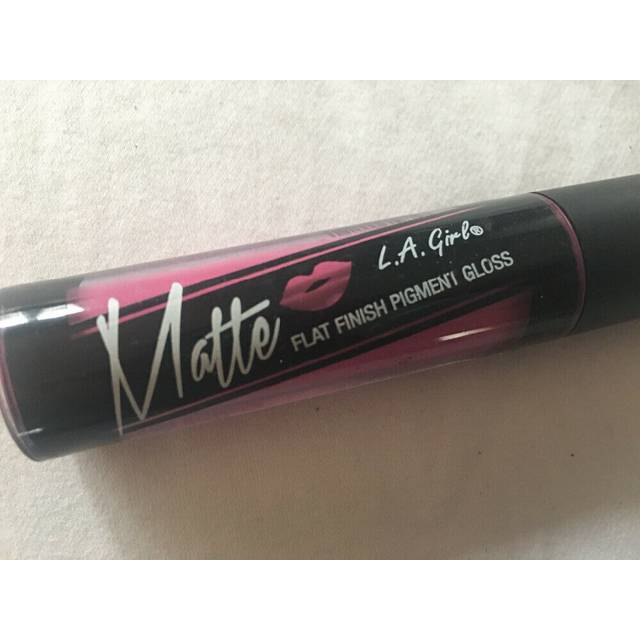 L.A. Girl®
Matte
FLAT FINISH PIGMENT GLOSS